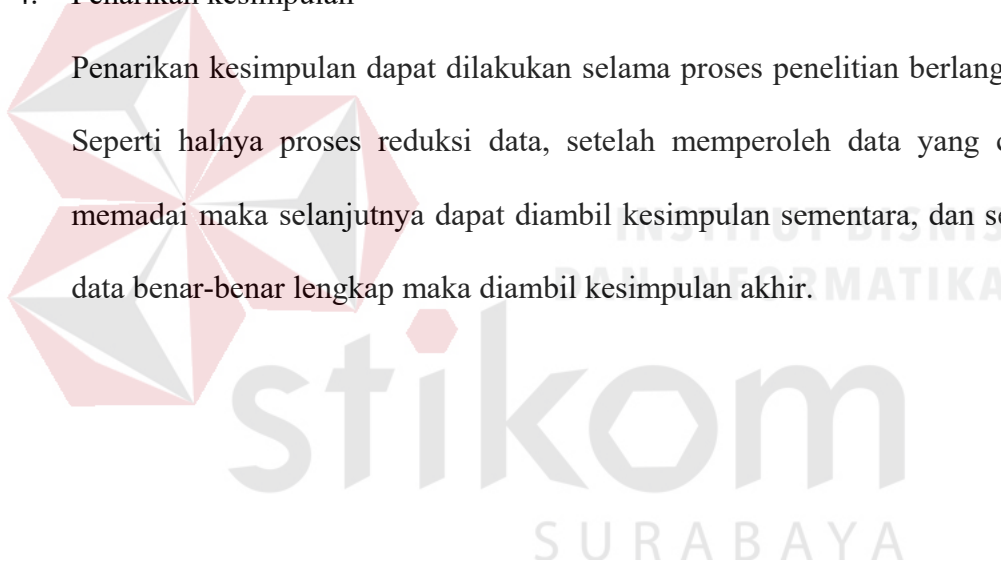 Penarikan kesimpulan
Penarikan kesimpulan dapat dilakukan selama proses penelitian
Seperti halnya proses reduksi data, setelah memperoleh data yang
memadai maka selanjutnya dapat diambil kesimpulan sementara, dan
INSTITUT BISNIS
data benar-benar lengkap maka diambil kesimpulan akhir.
DAN INFORMATIKA
stikom
SURABAYA